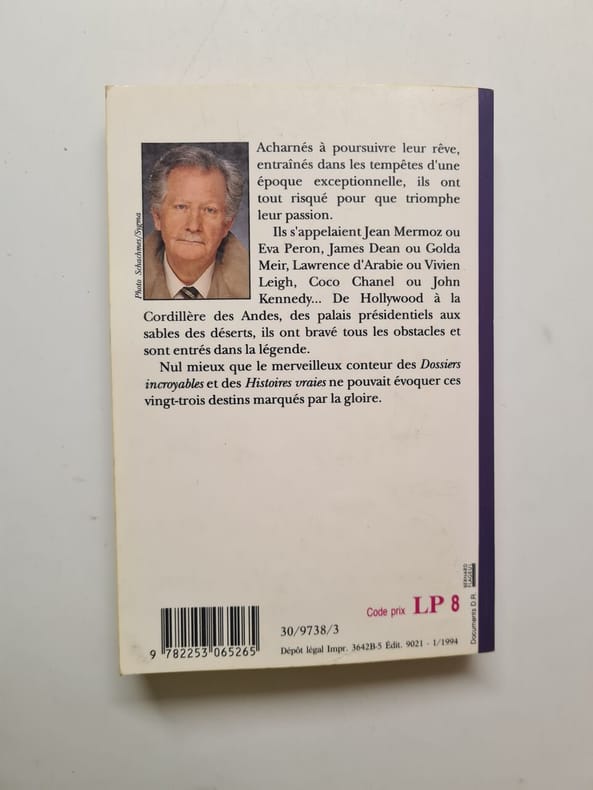 Acharnés à poursuivre leur rêve,
entraînés dans les tempêtes d'une
époque exceptionnelle, ils ont
tout risqué pour que triomphe
leur passion.
Ils s'appelaient Jean Mermoz ou
Eva Peron, James Dean ou Golda
Meir, Lawrence d'Arabie ou Vivien
Leigh, Coco Chanel ou John
Kennedy... De Hollywood à la
Cordillère des Andes, des palais présidentiels aux
sables des déserts, ils ont bravé tous les obstacles et
sont entrés dans la légende.
Nul mieux que le merveilleux conteur des Dossiers
incroyables et des Histoires vraies ne pouvait évoquer ces
vingt-trois destins marqués par la gloire.
Photo Schachmes/Sygma
Code prix LP 8
30/9738/3
9 782253 065265
Dépôt légal Impr. 3642B-5 Édit. 9021 - 1/1994
Documents D.R.
BERNARD